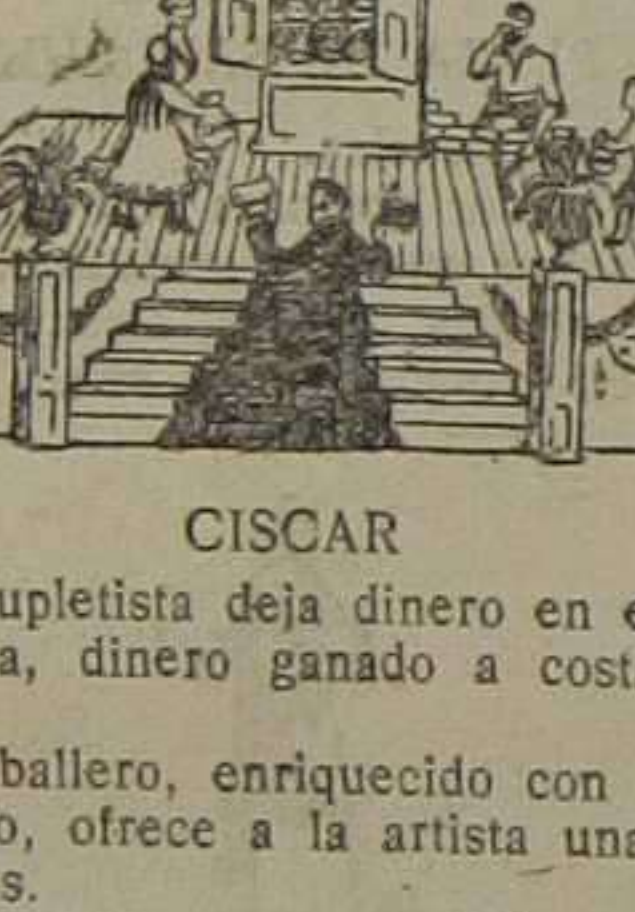 CISCAR
upletista deja dinero en e
a, dinero ganado a cost
ballero, enriquecido con
o, ofrece a la artista una
s.